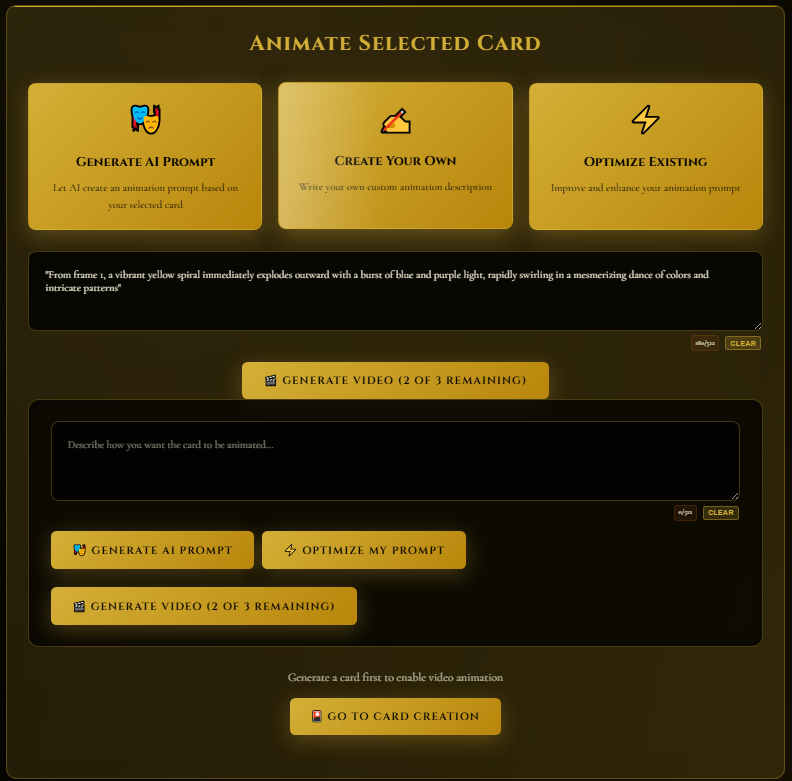 Animate Selected Card
Generate AI Prompt
Let AI create an animation prompt based on
your selected card
Create Your Own
Write your own custom animation description
Optimize Existing
Improve and enhance your animation prompt
"From frame 1, a vibrant yellow spiral immediately explodes outward with a burst of blue and purple light, rapidly swirling in a mesmerizing dance of colors and
intricate patterns"
180/512 CLEAR
GENERATE VIDEO (2 OF 3 REMAINING)
Describe how you want the card to be animated...
0/512 CLEAR
GENERATE AI PROMPT OPTIMIZE MY PROMPT
GENERATE VIDEO (2 OF 3 REMAINING)
Generate a card first to enable video animation
GO TO CARD CREATION